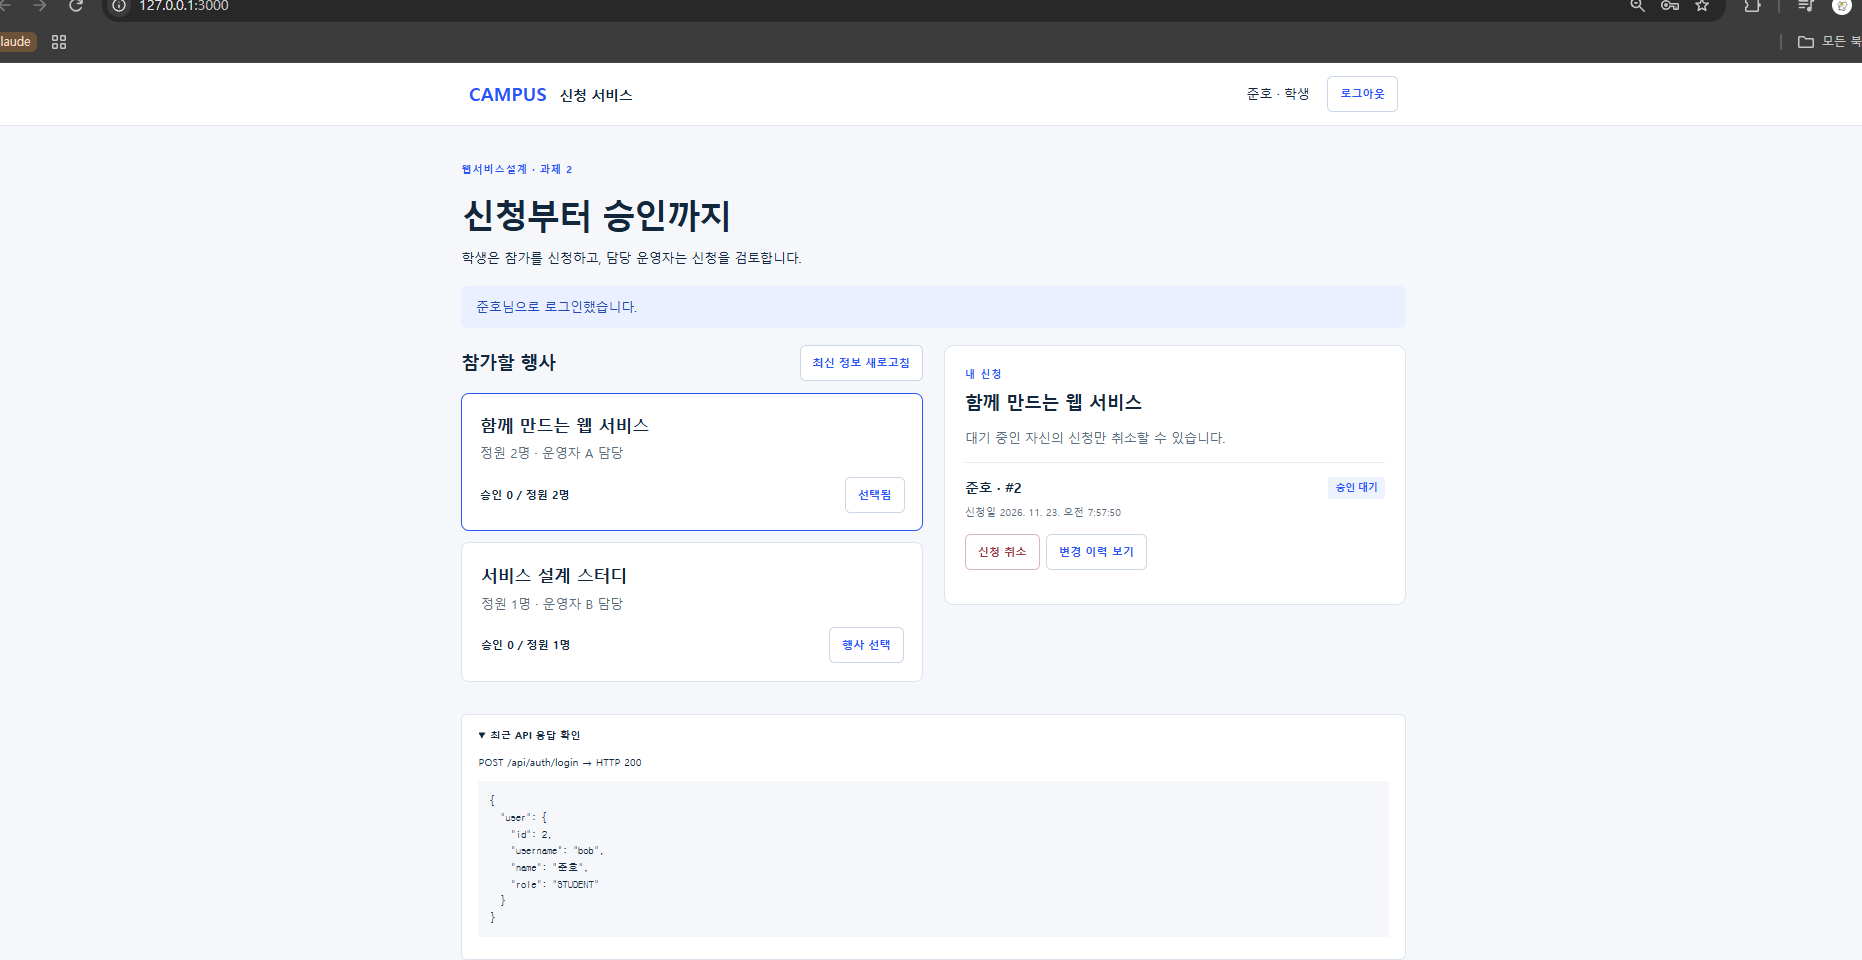 127.0.0.1:3000
laude
모든 북
CAMPUS 신청 서비스
준호 · 학생
로그아웃
웹서비스설계 · 과제 2
신청부터 승인까지
학생은 참가를 신청하고, 담당 운영자는 신청을 검토합니다.
준호님으로 로그인했습니다.
참가할 행사
최신 정보 새로고침
함께 만드는 웹 서비스
정원 2명 · 운영자 A 담당
승인 0 / 정원 2명
선택됨
서비스 설계 스터디
정원 1명 · 운영자 B 담당
승인 0 / 정원 1명
행사 선택
내 신청
함께 만드는 웹 서비스
대기 중인 자신의 신청만 취소할 수 있습니다.
준호 · #2
승인 대기
신청일 2026. 11. 23. 오전 7:57:50
신청 취소
변경 이력 보기
▼ 최근 API 응답 확인
POST /api/auth/login → HTTP 200
{
"user": {
"id": 2,
"username": "bob",
"name": "준호",
"role": "STUDENT"
}
}